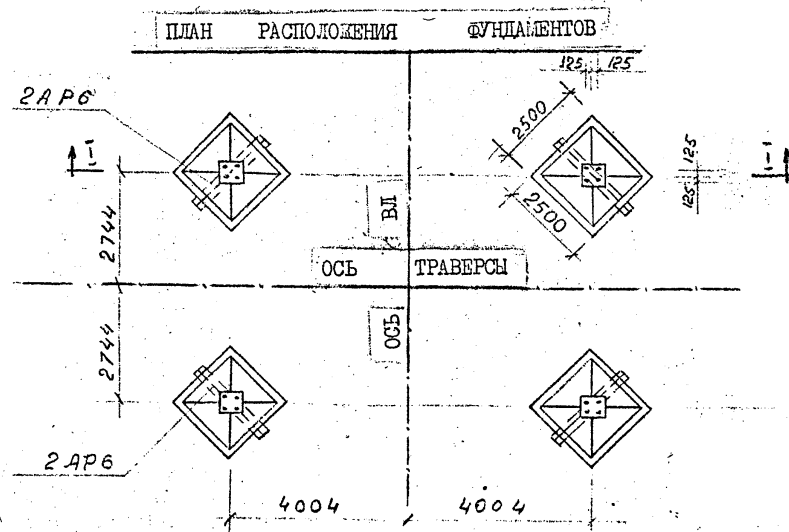 ПЛАН РАСПОЛОЖЕНИЯ ФУНДАМЕНТОВ
125 125
2АР6
2500
I
I-I
125
125
2500
2744
ВЛ
ОСЬ ТРАВЕРСЫ
ОСЬ
2744
2АР6
4004 4004